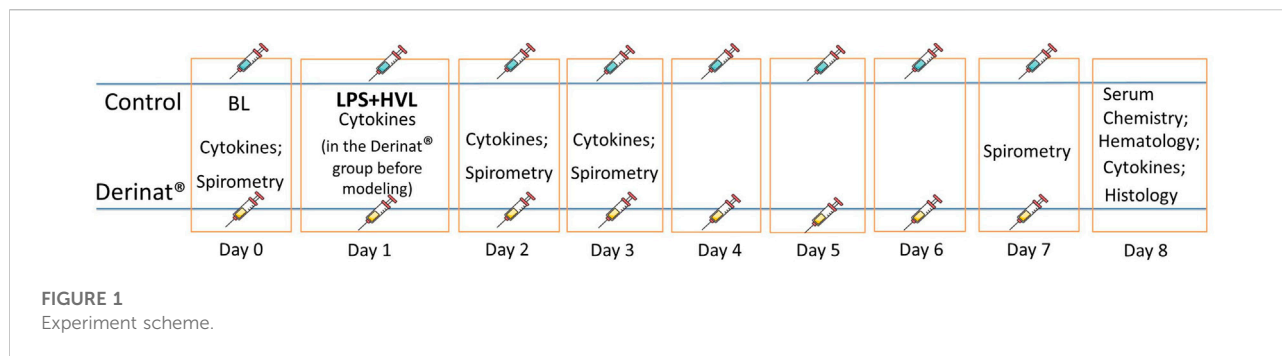 Control
Derinat®
BL
Cytokines;
Spirometry
Day 0
LPS+HVL
Cytokines
(in the Derinat®
group before
modeling)
Day 1
Cytokines;
Spirometry
Day 2
Cytokines;
Spirometry
Day 3
Day 4
Day 5
Day 6
Spirometry
Day 7
Serum
Chemistry;
Hematology;
Cytokines;
Histology
Day 8
FIGURE 1
Experiment scheme.